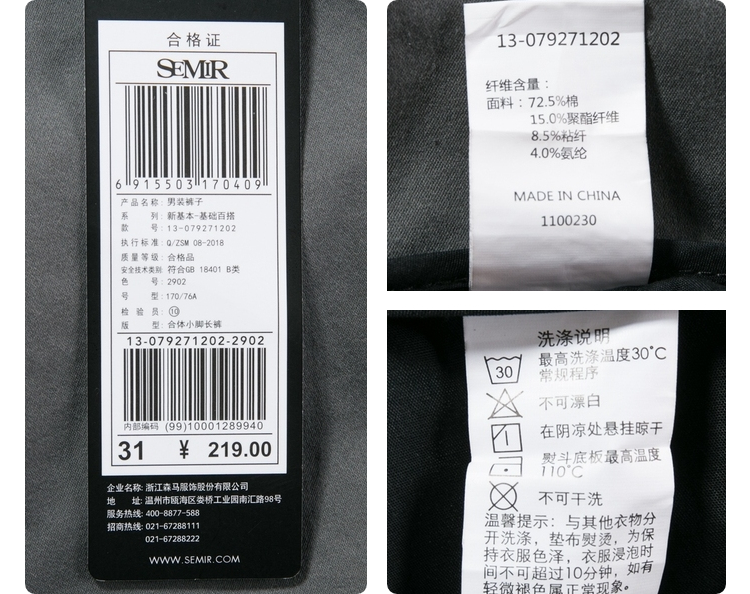 合格证
SEMIR
6 915503 170409
产品名称: 男装裤子
系 列: 新基本-基础百搭
款 号: 13-079271202
执行标准: Q/ZSM 08-2018
质量等级: 合格品
安全技术类别: 符合GB 18401 B类
色 号: 2902
号 型: 170/76A
检 验 员: ⑩
版 型: 合体小脚长裤
13-079271202-2902
内部编码 (99)10001289940
31 ¥ 219.00
企业名称: 浙江森马服饰股份有限公司
地 址: 温州市瓯海区娄桥工业园南汇路98号
服务热线: 400-8877-588
招商热线: 021-67288111
021-67288222
WWW.SEMIR.COM
13-079271202
纤维含量:
面料: 72.5%棉
15.0%聚酯纤维
8.5%粘纤
4.0%氨纶
MADE IN CHINA
1100230
洗涤说明
30 最高洗涤温度30°C
常规程序
不可漂白
在阴凉处悬挂晾干
熨斗底板最高温度
110°C
不可干洗
温馨提示: 与其他衣物分
开洗涤, 垫布熨烫, 为保
持衣服色泽, 衣服浸泡时
间不可超过10分钟, 如有
轻微褪色属正常现象。